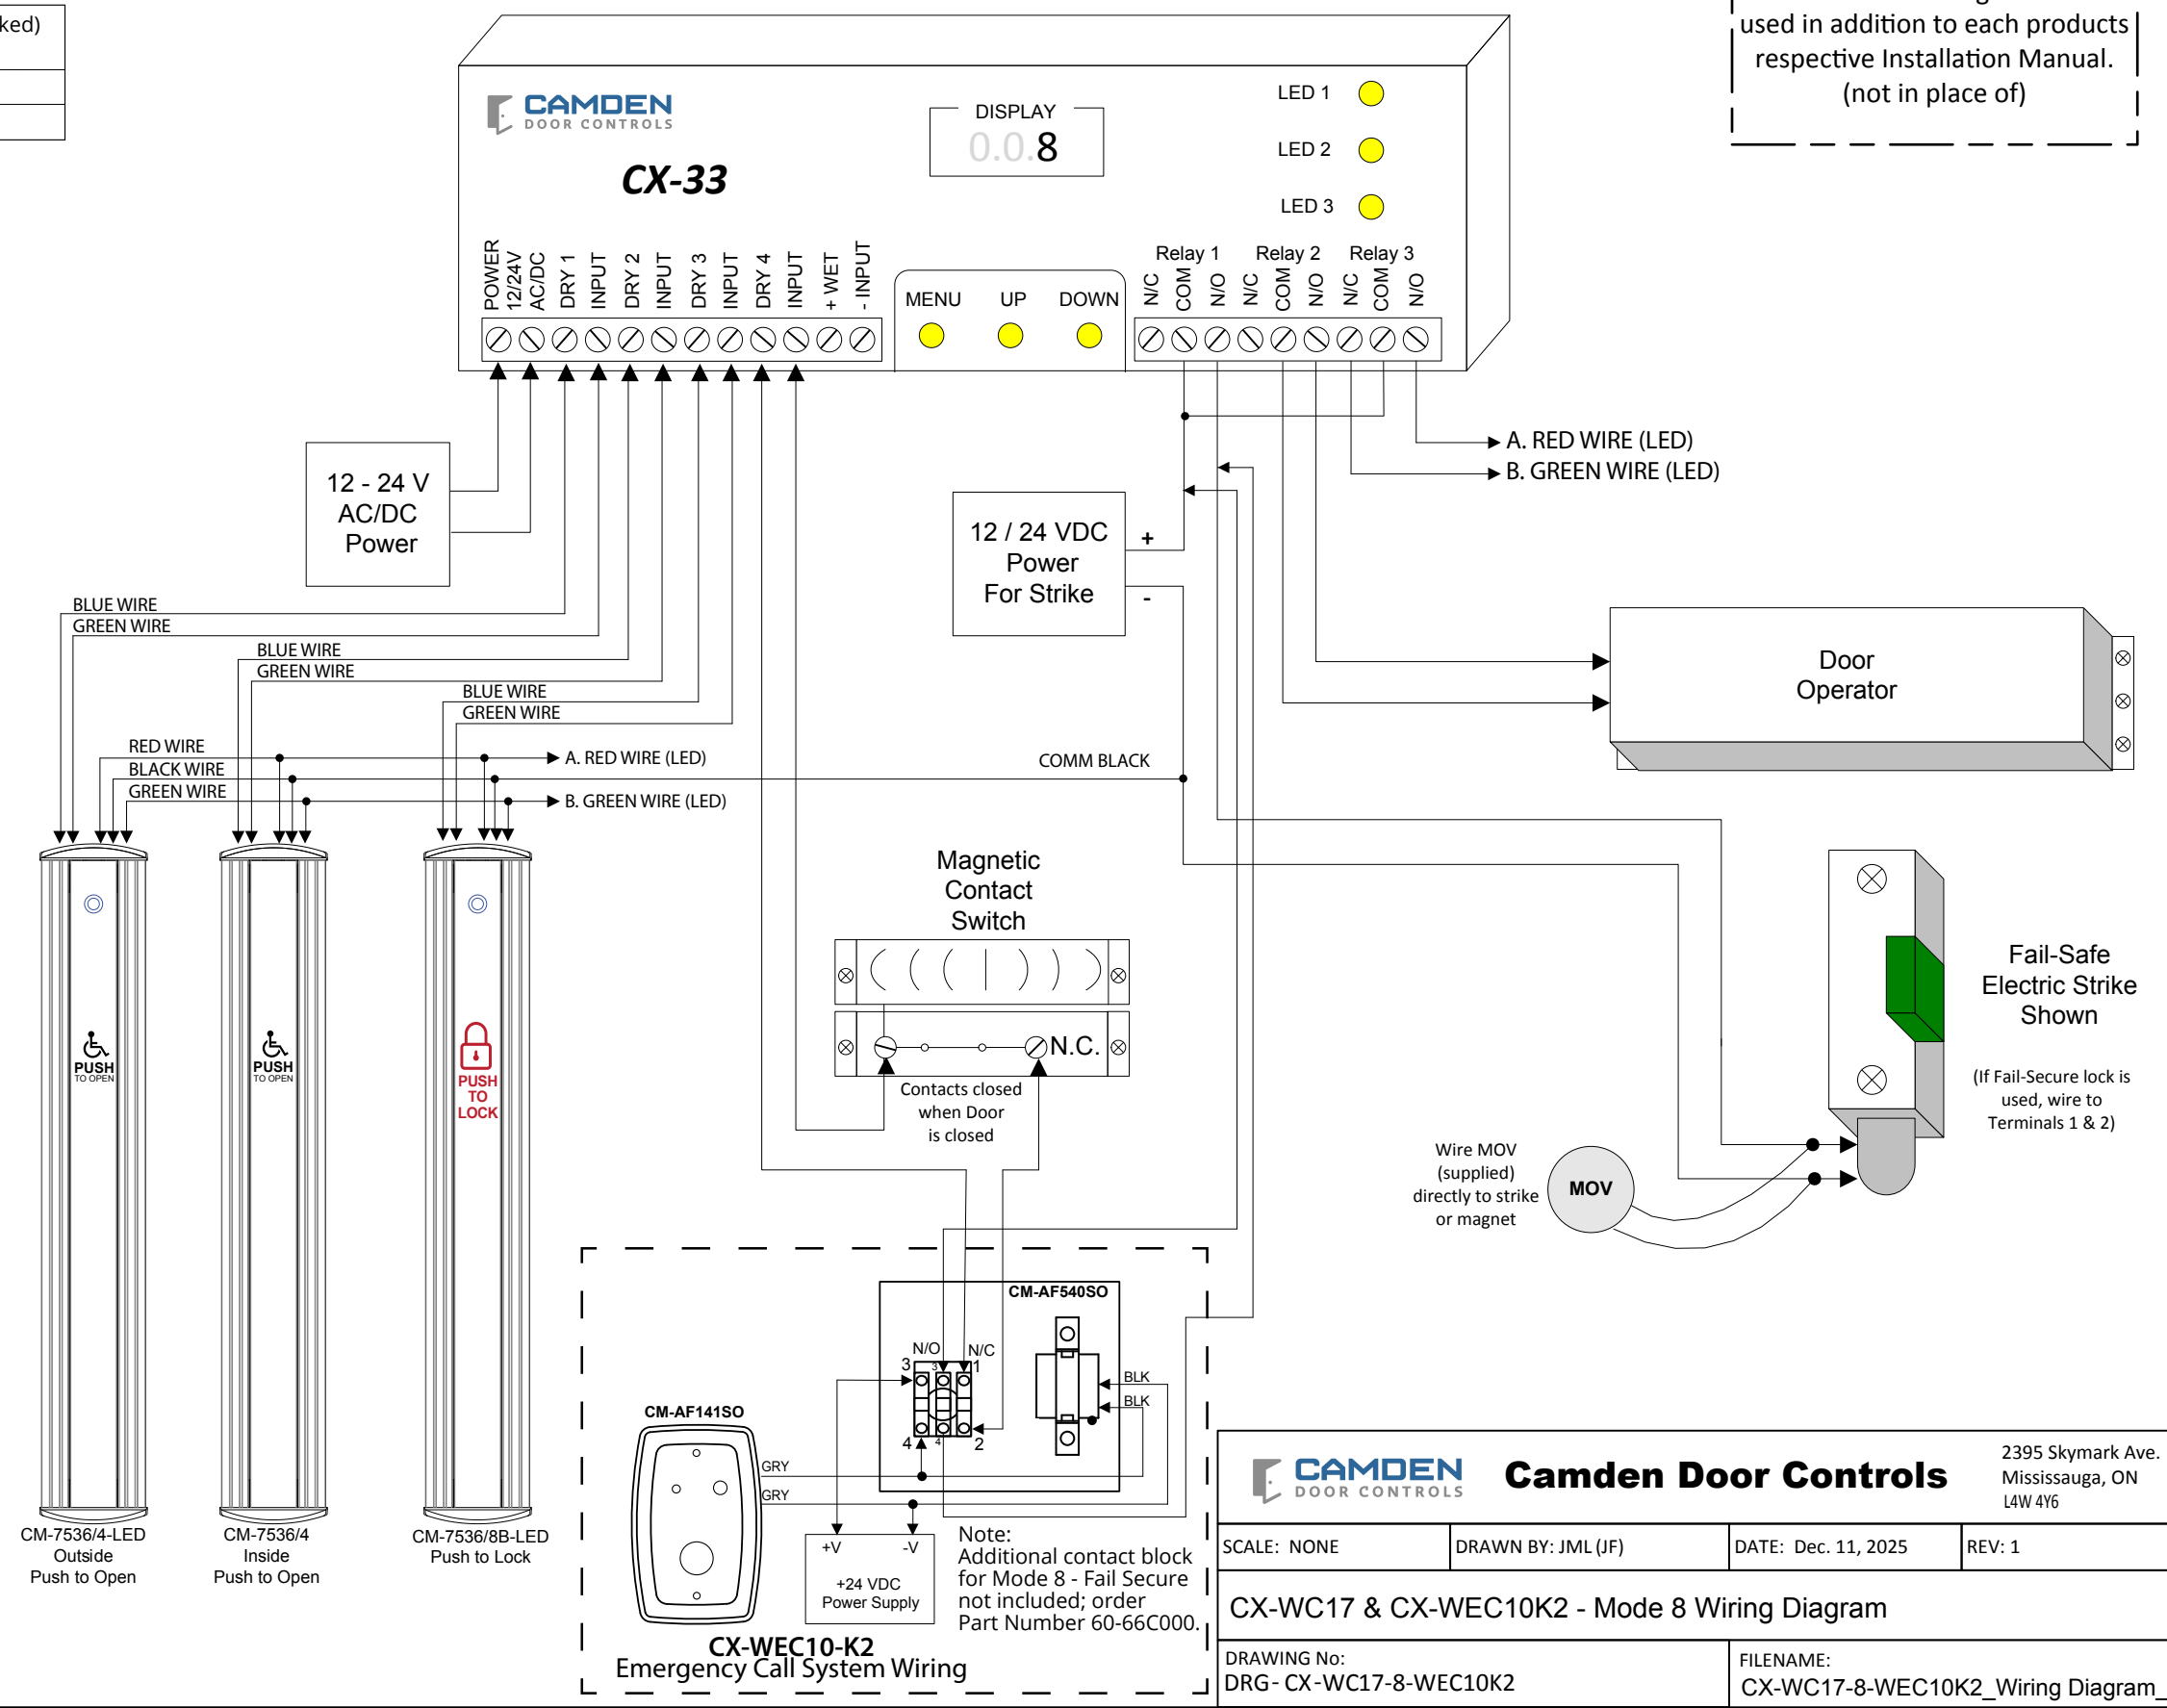 ked)
used in addition to each products
respective Installation Manual.
(not in place of)
CAMDEN
DOOR CONTROLS
CX-33
DISPLAY
0.0.8
LED 1
LED 2
LED 3
POWER
12/24V
AC/DC
DRY 1
INPUT
DRY 2
INPUT
DRY 3
INPUT
DRY 4
INPUT
+ WET
- INPUT
MENU UP DOWN
Relay 1 Relay 2 Relay 3
N/C COM N/O N/C COM N/O N/C COM N/O
A. RED WIRE (LED)
B. GREEN WIRE (LED)
12 - 24 V
AC/DC
Power
12 / 24 VDC
Power
For Strike
+
-
BLUE WIRE
GREEN WIRE
BLUE WIRE
GREEN WIRE
BLUE WIRE
GREEN WIRE
RED WIRE
BLACK WIRE
GREEN WIRE
A. RED WIRE (LED)
B. GREEN WIRE (LED)
COMM BLACK
Door
Operator
Magnetic
Contact
Switch
N.C.
Contacts closed
when Door
is closed
Fail-Safe
Electric Strike
Shown
(If Fail-Secure lock is
used, wire to
Terminals 1 & 2)
Wire MOV
(supplied)
directly to strike
or magnet
MOV
PUSH
TO OPEN
PUSH
TO OPEN
PUSH
TO
LOCK
CM-7536/4-LED
Outside
Push to Open
CM-7536/4
Inside
Push to Open
CM-7536/8B-LED
Push to Lock
CM-AF540SO
N/O
N/C
3
3
1
4
4
2
BLK
BLK
CM-AF141SO
GRY
GRY
+V
-V
+24 VDC
Power Supply
Note:
Additional contact block
for Mode 8 - Fail Secure
not included; order
Part Number 60-66C000.
CX-WEC10-K2
Emergency Call System Wiring
CAMDEN
DOOR CONTROLS
Camden Door Controls
2395 Skymark Ave.
Mississauga, ON
L4W 4Y6
SCALE: NONE
DRAWN BY: JML (JF)
DATE: Dec. 11, 2025
REV: 1
CX-WC17 & CX-WEC10K2 - Mode 8 Wiring Diagram
DRAWING No:
DRG- CX-WC17-8-WEC10K2
FILENAME:
CX-WC17-8-WEC10K2_Wiring Diagram_